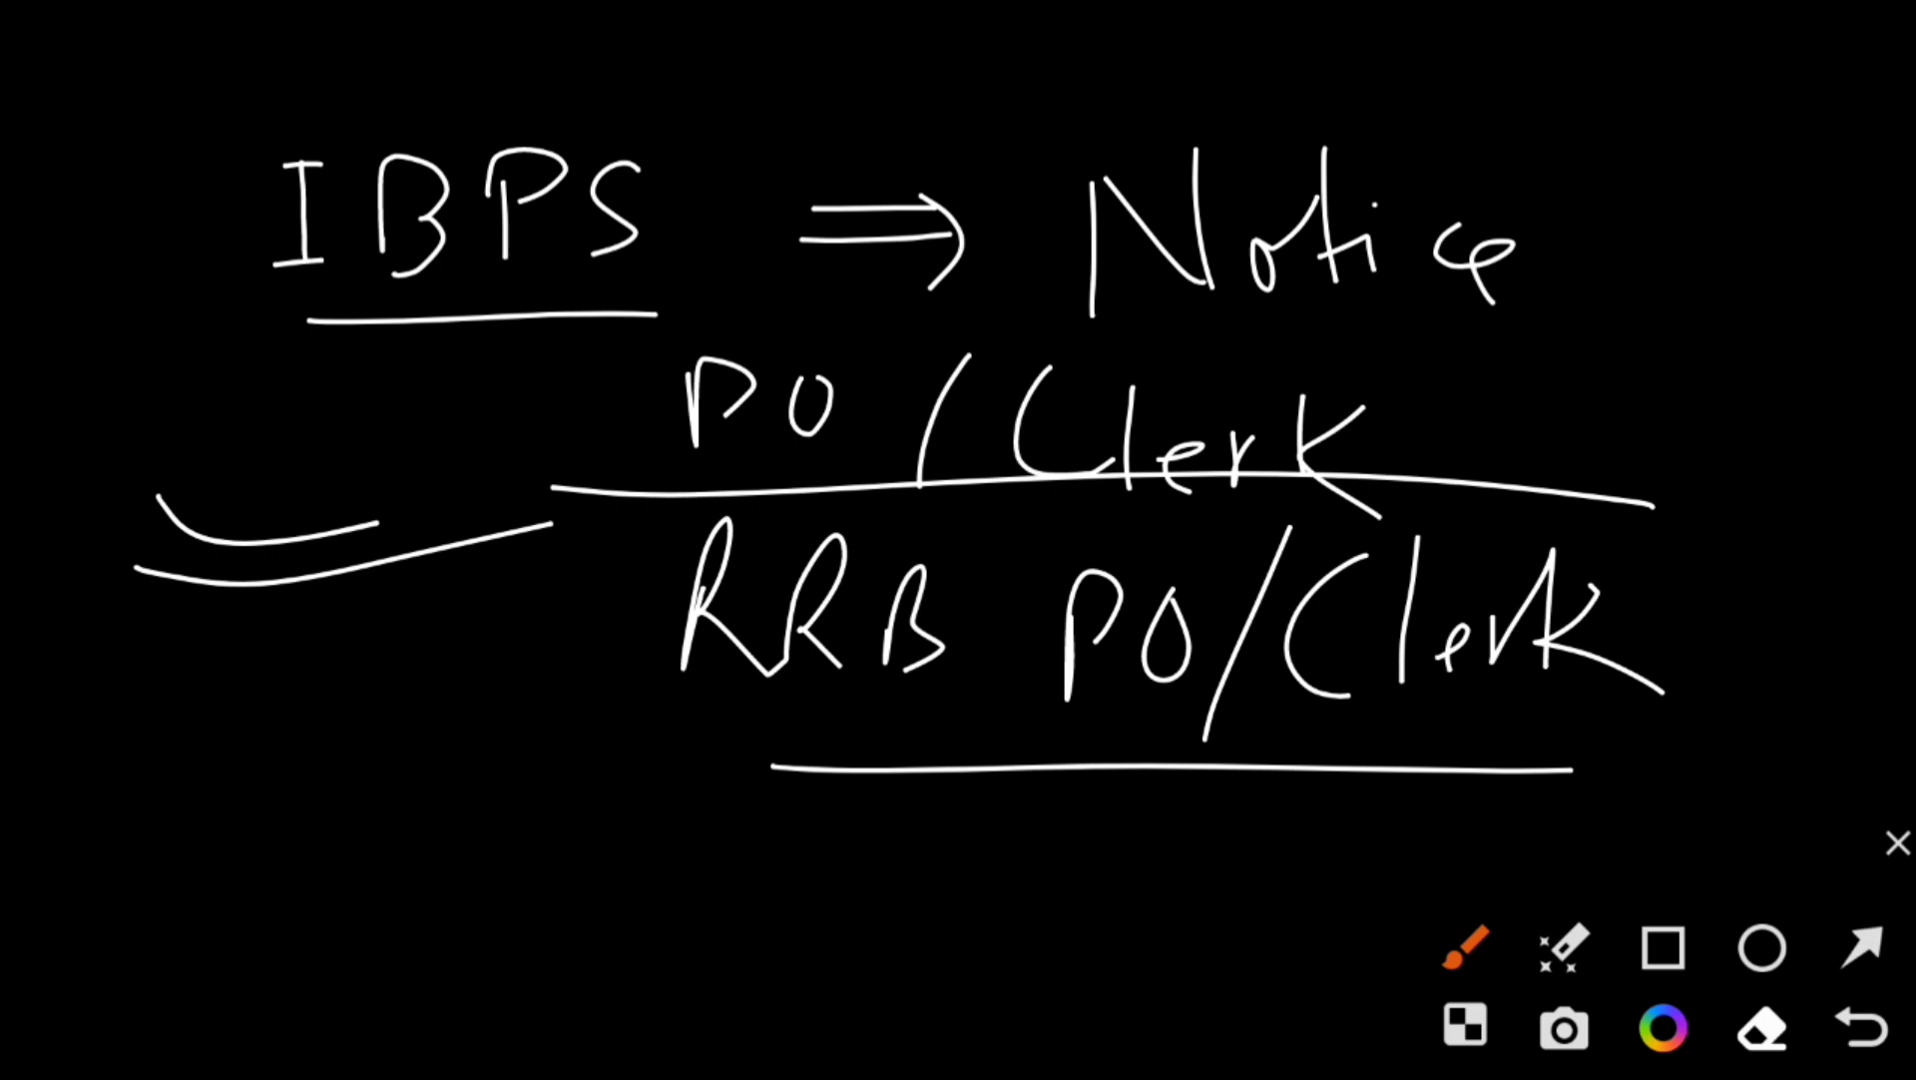 IBPS ⇒ Notice
PO / Clerk
RRB PO/Clerk